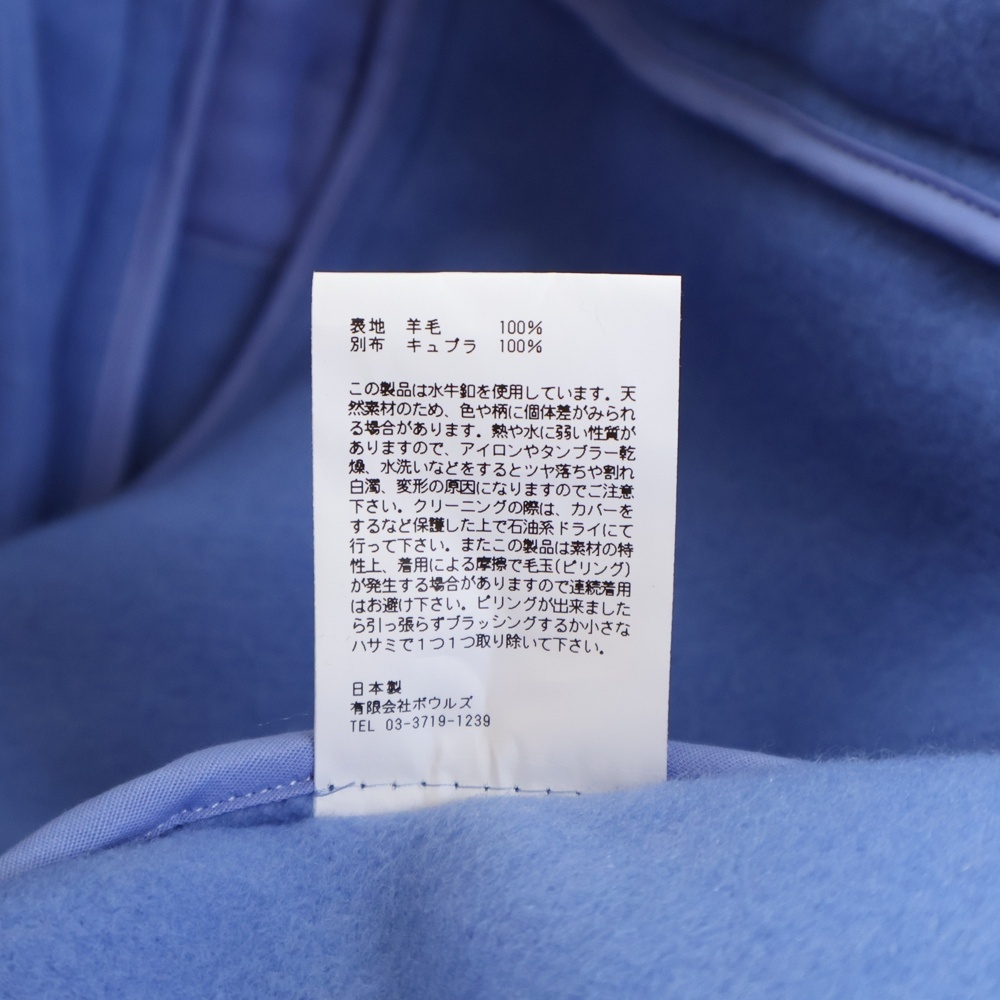 表地 羊毛 100%
別布 キュプラ 100%
この製品は水牛釦を使用しています。天
然素材のため、色や柄に個体差がみられ
る場合があります。熱や水に弱い性質が
ありますので、アイロンやタンブラー乾
燥、水洗いなどをするとツヤ落ちや割れ
白濁、変形の原因になりますのでご注意
下さい。クリーニングの際は、カバーを
するなど保護した上で石油系ドライにて
行って下さい。またこの製品は素材の特
性上、着用による摩擦で毛玉(ピリング)
が発生する場合がありますので連続着用
はお避け下さい。ピリングが出来ました
ら引っ張らずブラッシングするか小さな
ハサミで1つ1つ取り除いて下さい。
日本製
有限会社ボウルズ
TEL 03-3719-1239